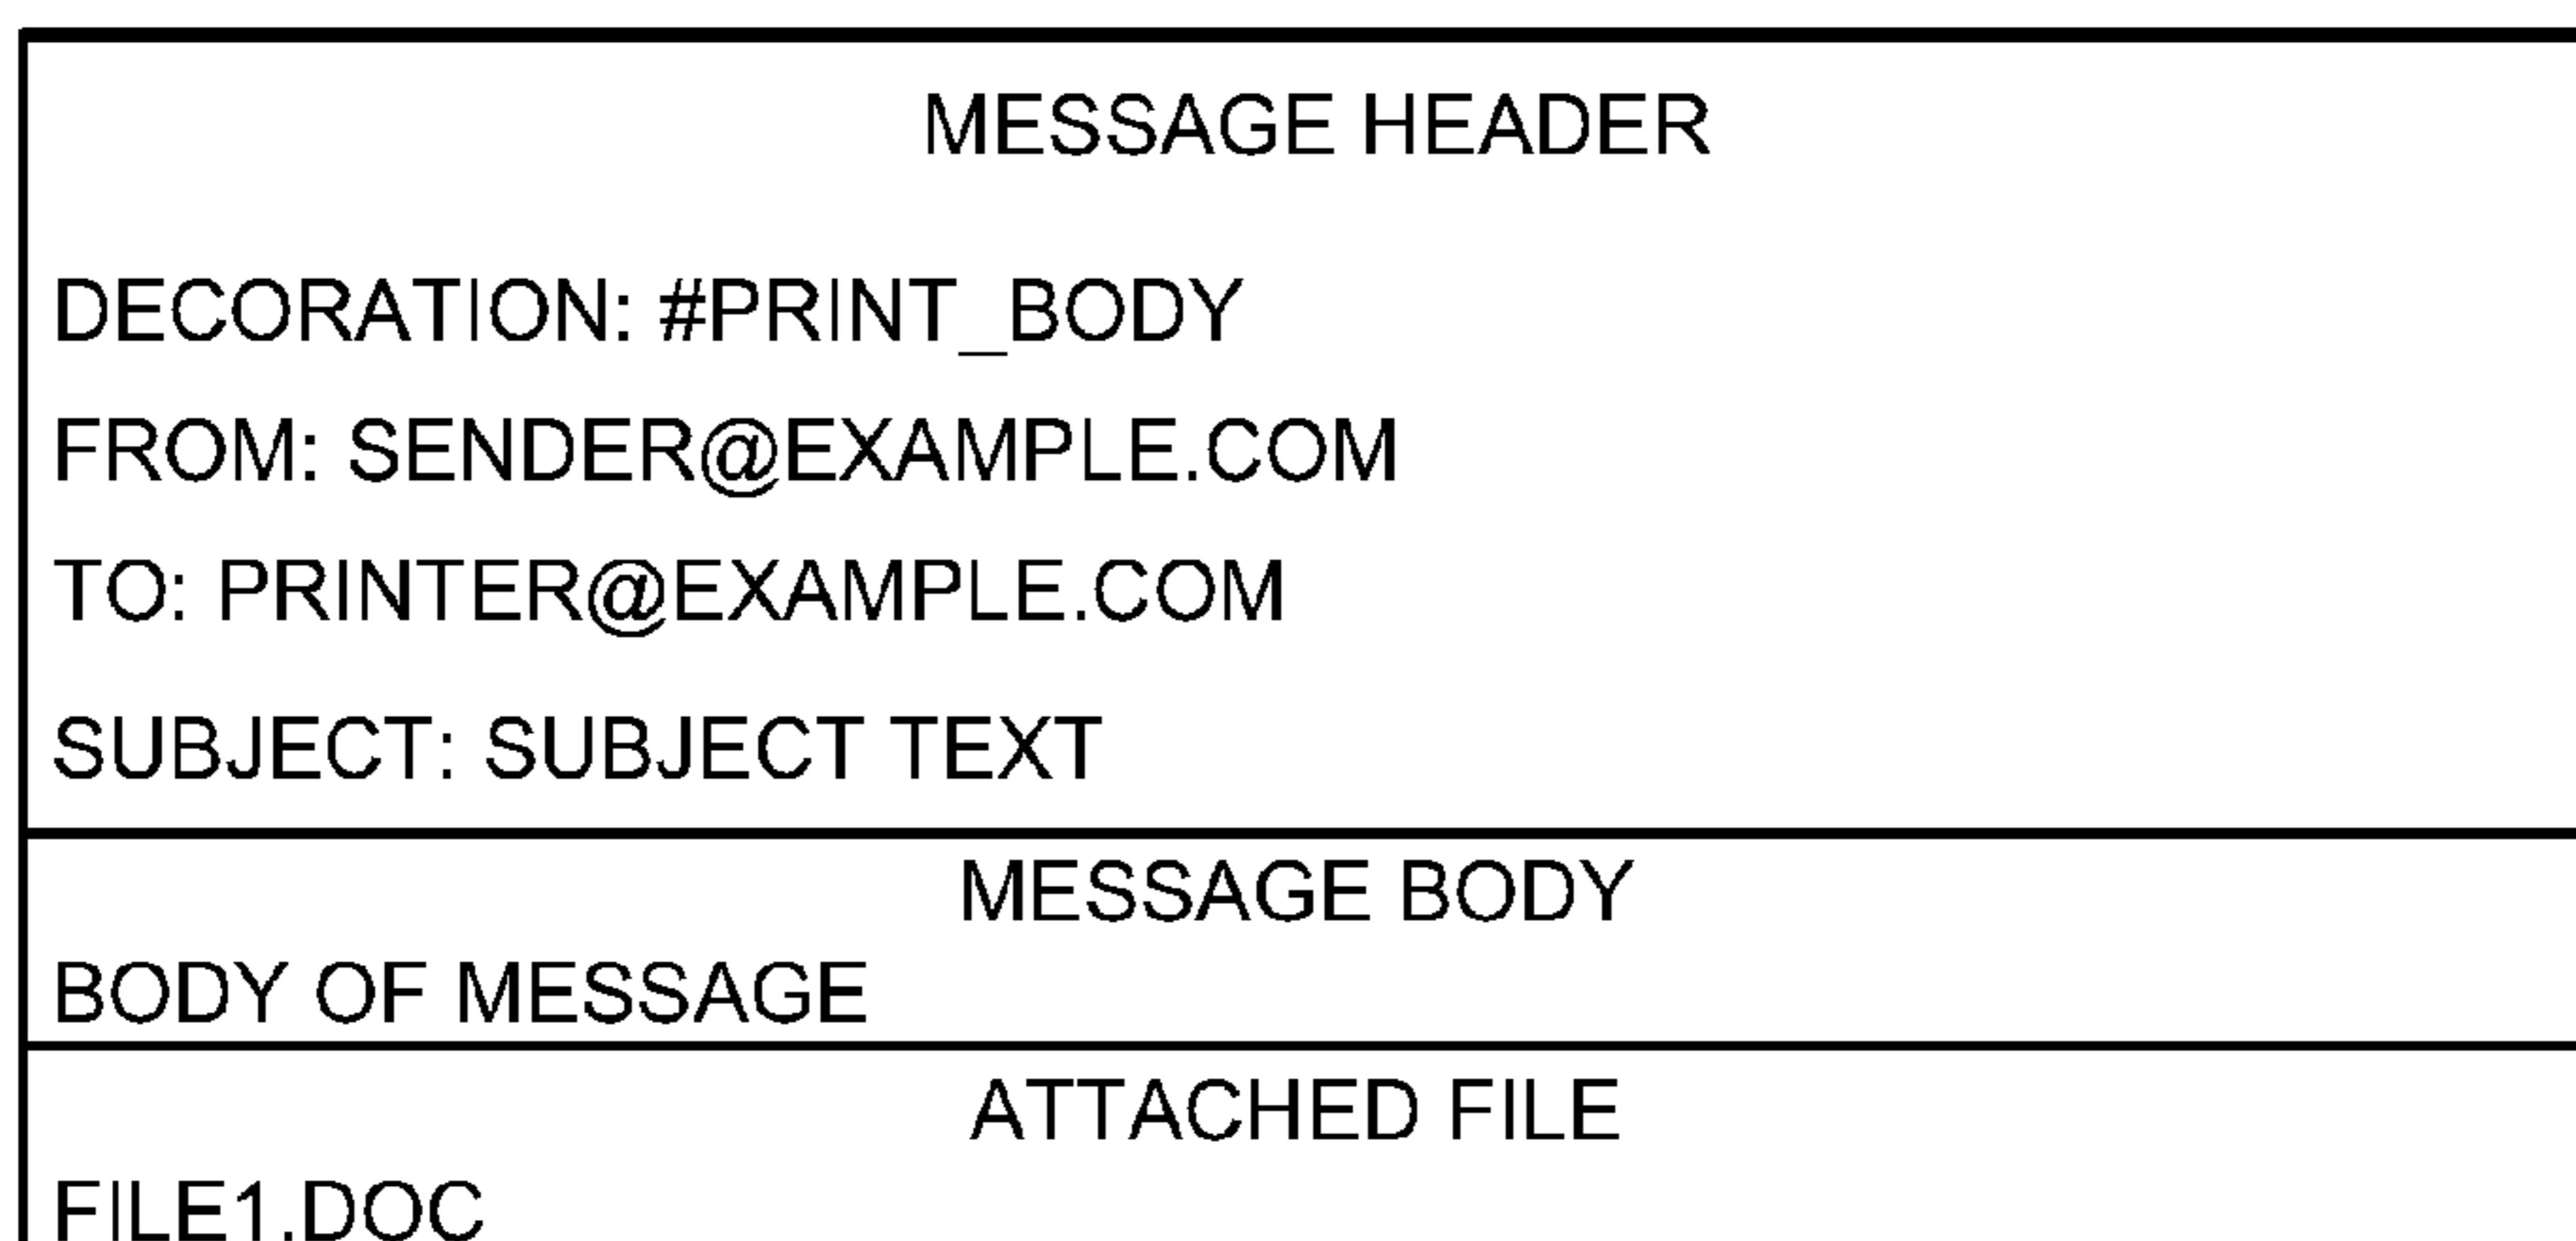 MESSAGE HEADER
DECORATION: #PRINT_BODY
FROM: SENDER@EXAMPLE.COM
TO: PRINTER@EXAMPLE.COM
SUBJECT: SUBJECT TEXT
MESSAGE BODY
BODY OF MESSAGE
ATTACHED FILE
FILE1.DOC